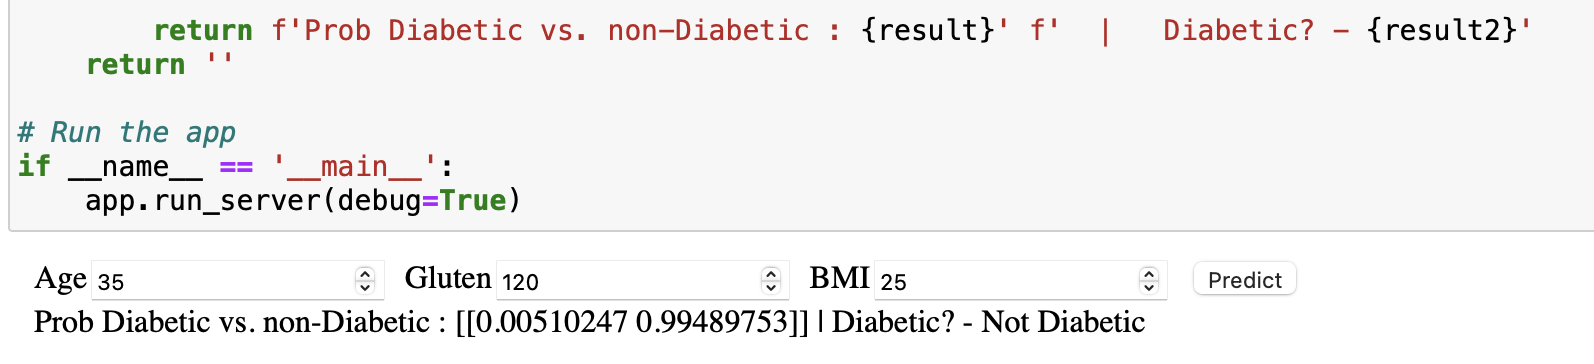 return f'Prob Diabetic vs. non-Diabetic : {result}' f'  |   Diabetic? - {result2}'
return ''
# Run the app
if __name__ == '__main__':
app.run_server(debug=True)
Age 35 Gluten 120 BMI 25 Predict
Prob Diabetic vs. non-Diabetic : [[0.00510247 0.99489753]] | Diabetic? - Not Diabetic